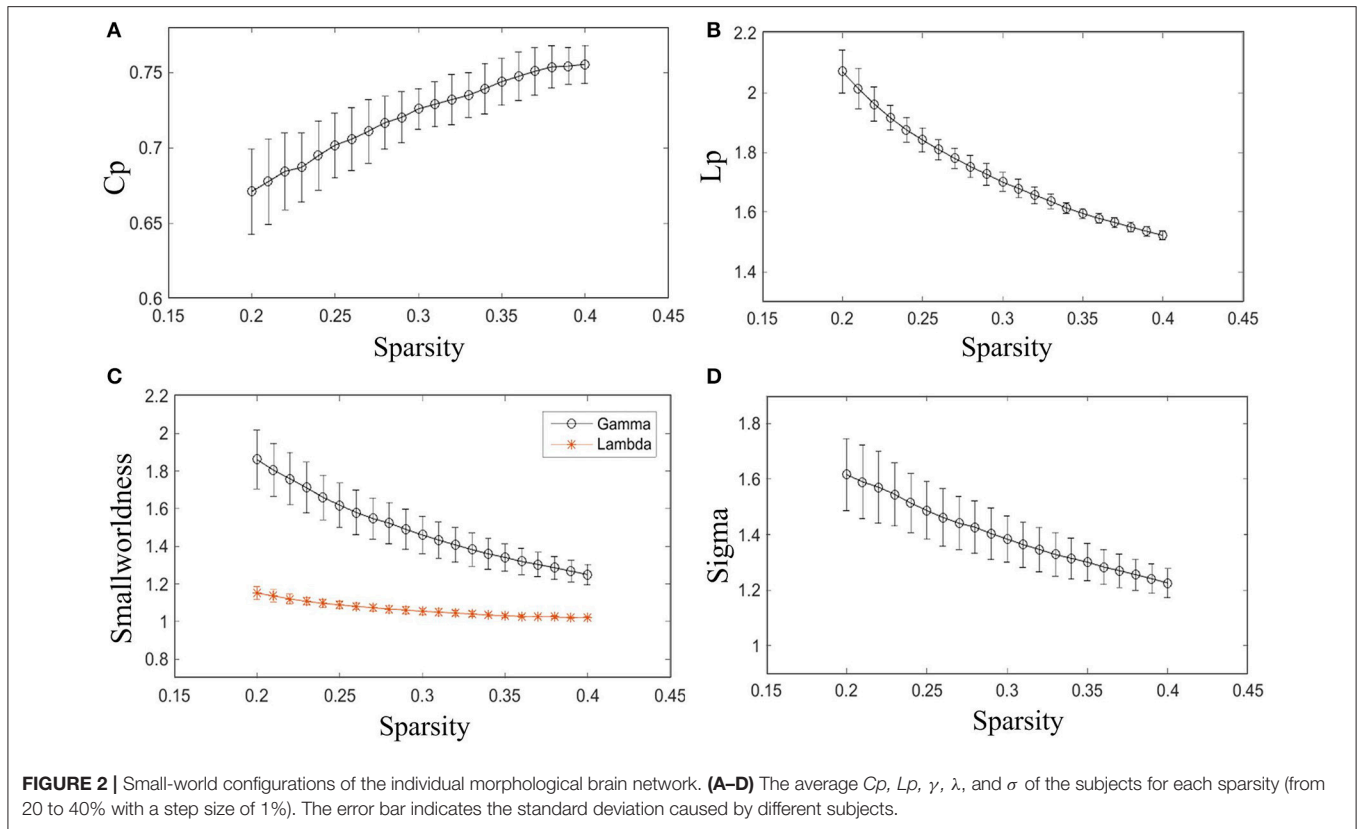 A
0.75
0.7
0.65
0.6
Cp
0.15 0.2 0.25 0.3 0.35 0.4 0.45
Sparsity
B
2.2
2
1.8
1.6
1.4
Lp
0.15 0.2 0.25 0.3 0.35 0.4 0.45
Sparsity
C
2.2
2
1.8
1.6
1.4
1.2
1
0.8
Smallworldness
Gamma
Lambda
0.15 0.2 0.25 0.3 0.35 0.4 0.45
Sparsity
D
1.8
1.6
1.4
1.2
1
Sigma
0.15 0.2 0.25 0.3 0.35 0.4 0.45
Sparsity
FIGURE 2 | Small-world configurations of the individual morphological brain network. (A–D) The average Cp, Lp, γ, λ, and σ of the subjects for each sparsity (from
20 to 40% with a step size of 1%). The error bar indicates the standard deviation caused by different subjects.